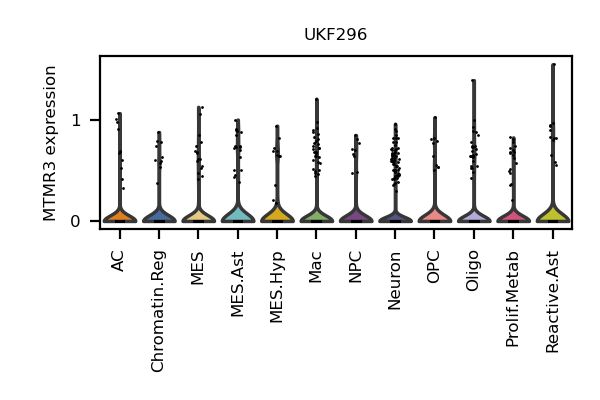 UKF296
MTMR3 expression
1
0
AC
Chromatin.Reg
MES
MES.Ast
MES.Hyp
Mac
NPC
Neuron
OPC
Oligo
Prolif.Metab
Reactive.Ast